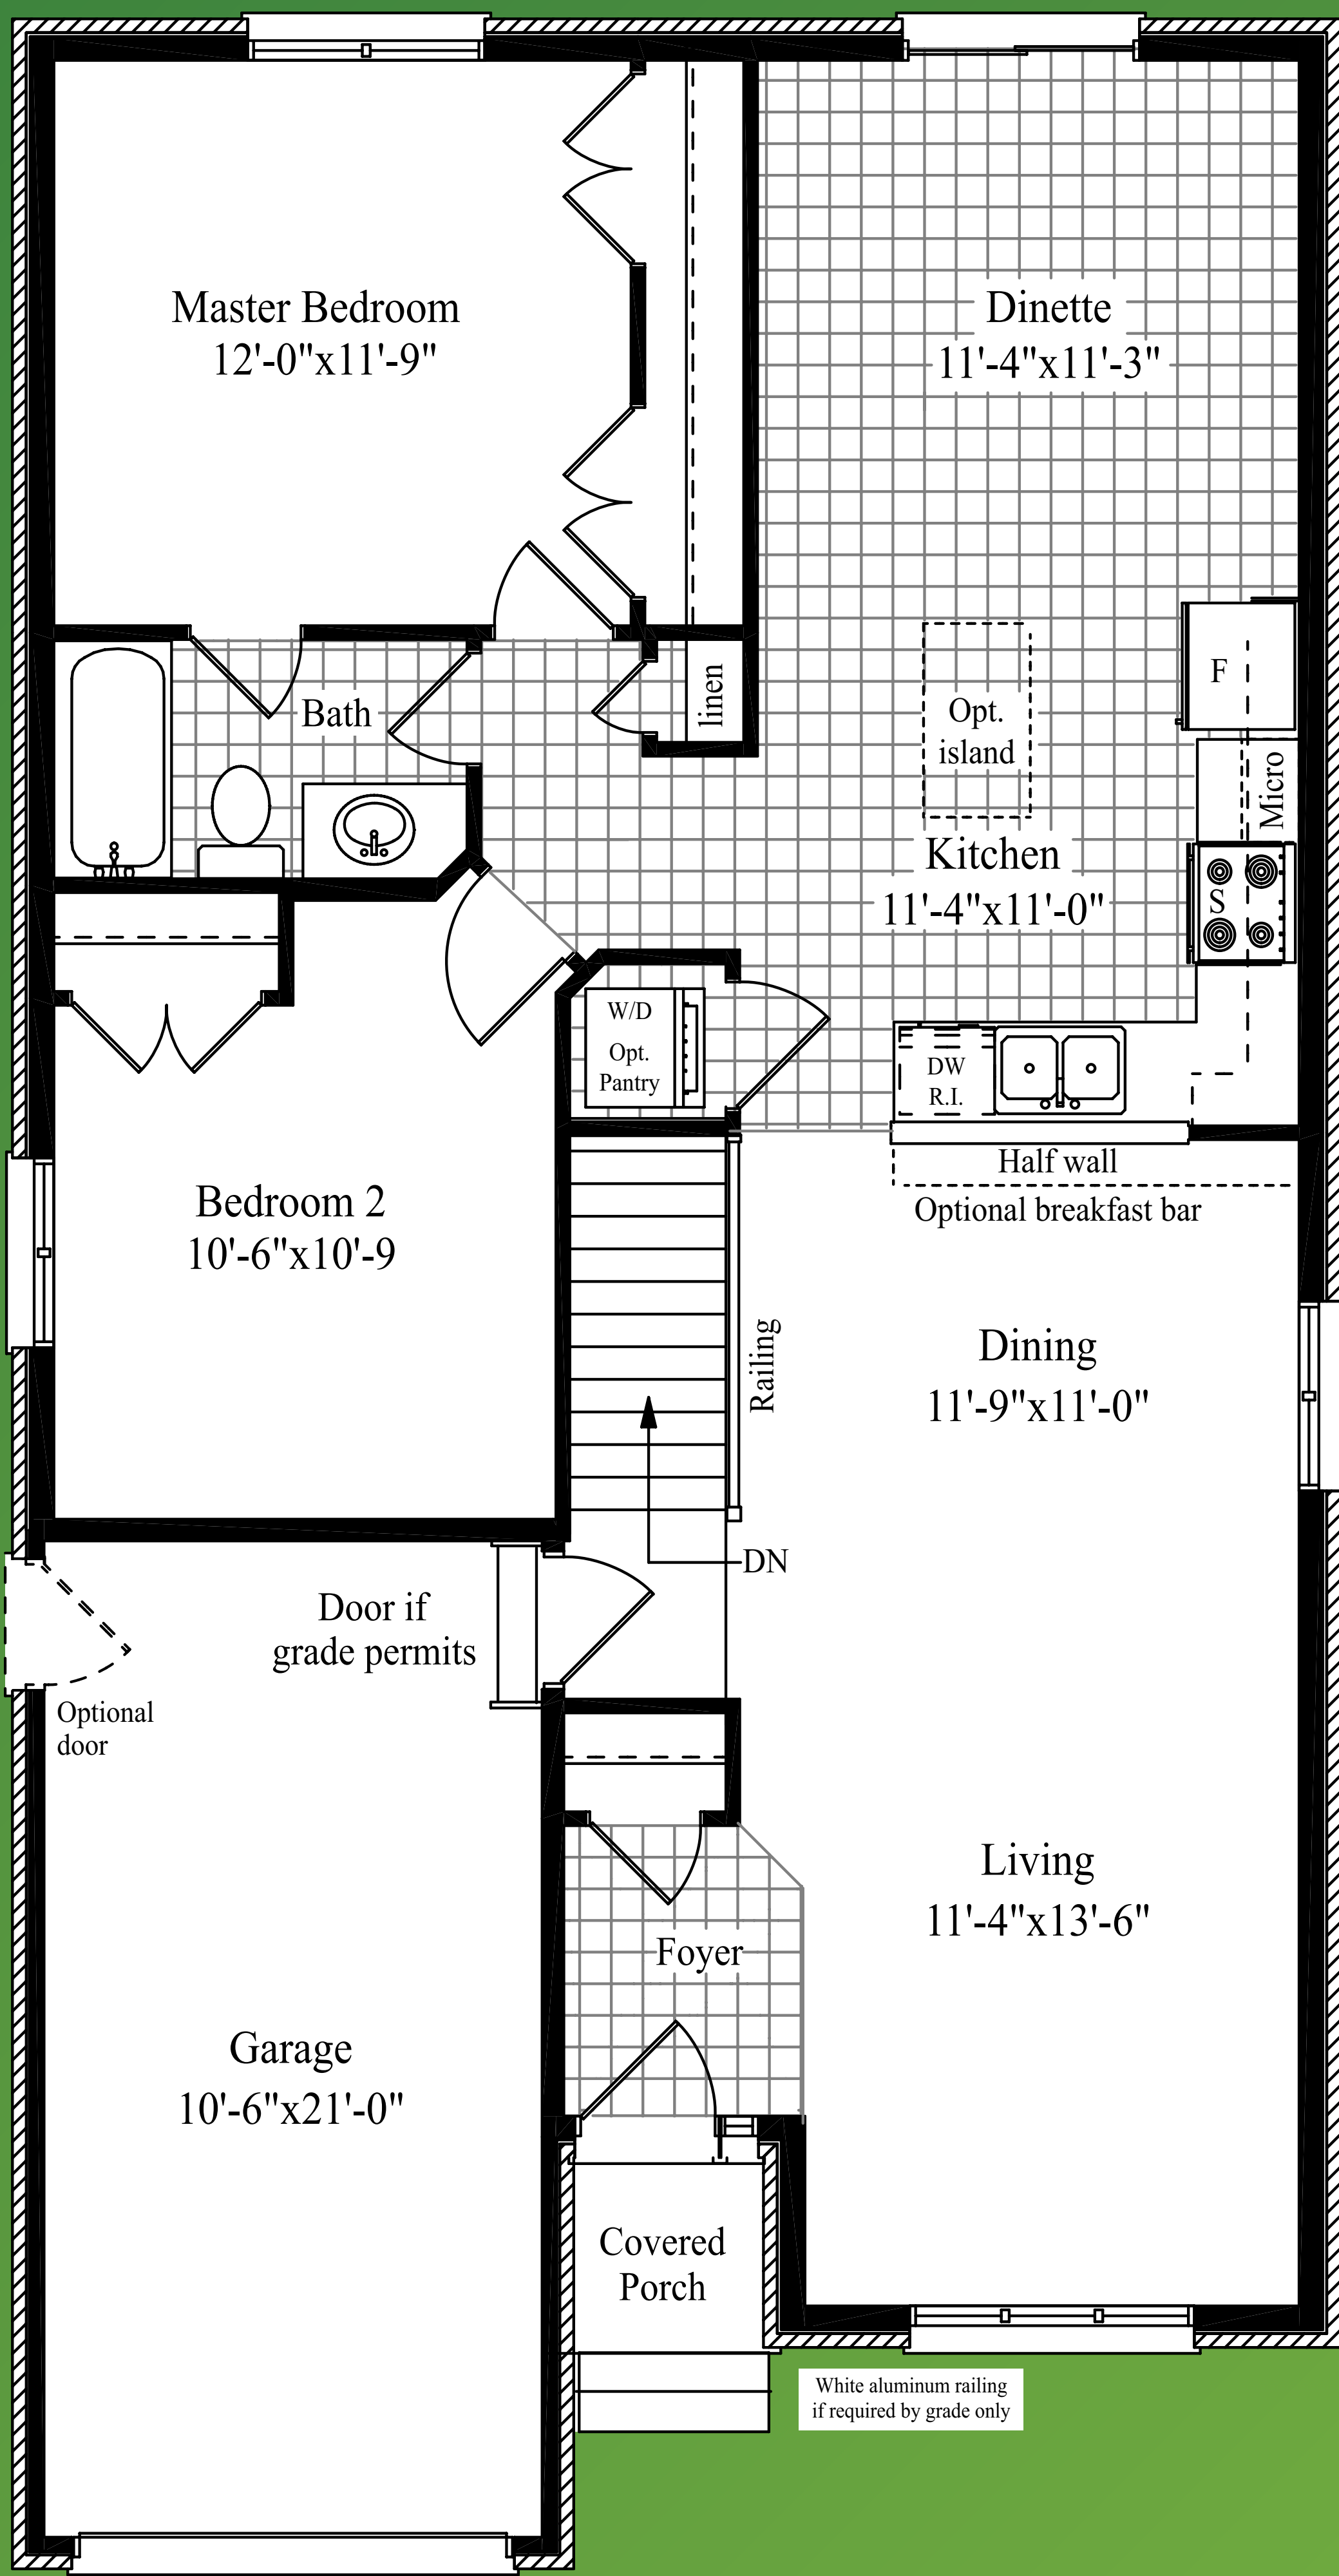 Master Bedroom
12'-0"x11'-9"
Dinette
11'-4"x11'-3"
Bath
linen
Opt.
island
F
Micro
Kitchen
11'-4"x11'-0"
S
W/D
Opt.
Pantry
DW
R.I.
Half wall
Optional breakfast bar
Bedroom 2
10'-6"x10'-9
Railing
Dining
11'-9"x11'-0"
DN
Door if
grade permits
Optional
door
Living
11'-4"x13'-6"
Foyer
Garage
10'-6"x21'-0"
Covered
Porch
White aluminum railing
if required by grade only